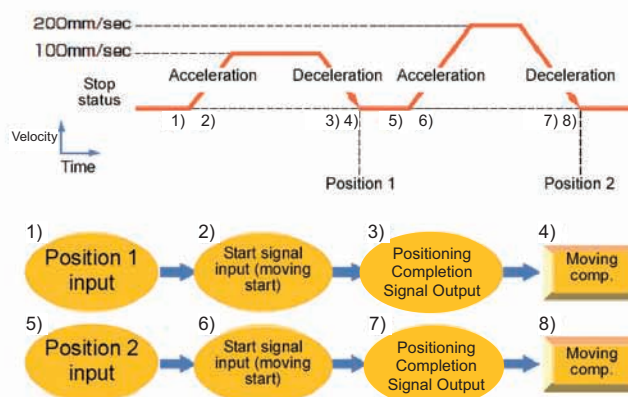 200mm/sec
100mm/sec
Acceleration Deceleration Acceleration Deceleration
Stop
status
1) 2) 3) 4) 5) 6) 7) 8)
Velocity
Time
Position 1 Position 2
1) 2) 3) 4)
Position 1
input
Start signal
input (moving
start)
Positioning
Completion
Signal Output
Moving
comp.
5) 6) 7) 8)
Position 2
input
Start signal
input (moving
start)
Positioning
Completion
Signal Output
Moving
comp.